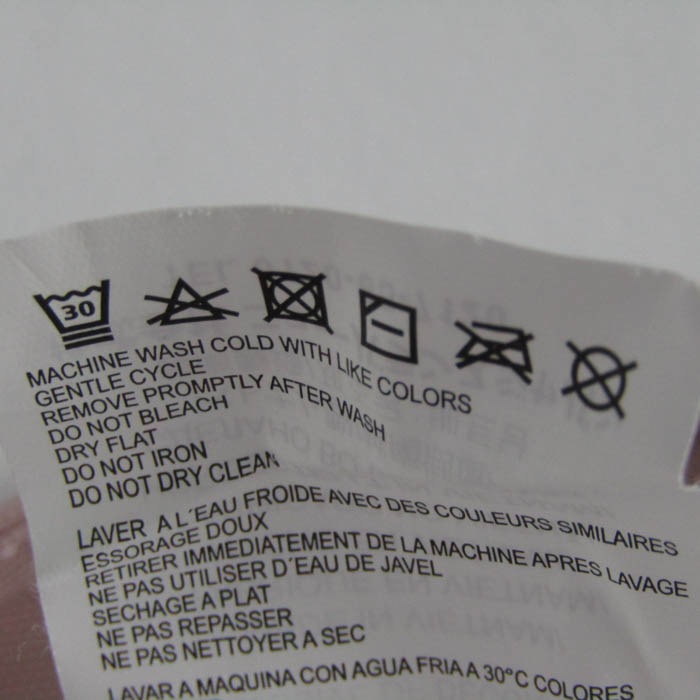 30
MACHINE WASH COLD WITH LIKE COLORS
GENTLE CYCLE
REMOVE PROMPTLY AFTER WASH
DO NOT BLEACH
DRY FLAT
DO NOT IRON
DO NOT DRY CLEAN
LAVER A L´EAU FROIDE AVEC DES COULEURS SIMILAIRES
ESSORAGE DOUX
RETIRER IMMEDIATEMENT DE LA MACHINE APRES LAVAGE
NE PAS UTILISER D´EAU DE JAVEL
SECHAGE A PLAT
NE PAS REPASSER
NE PAS NETTOYER A SEC
LAVAR A MAQUINA CON AGUA FRIA A 30°C COLORES